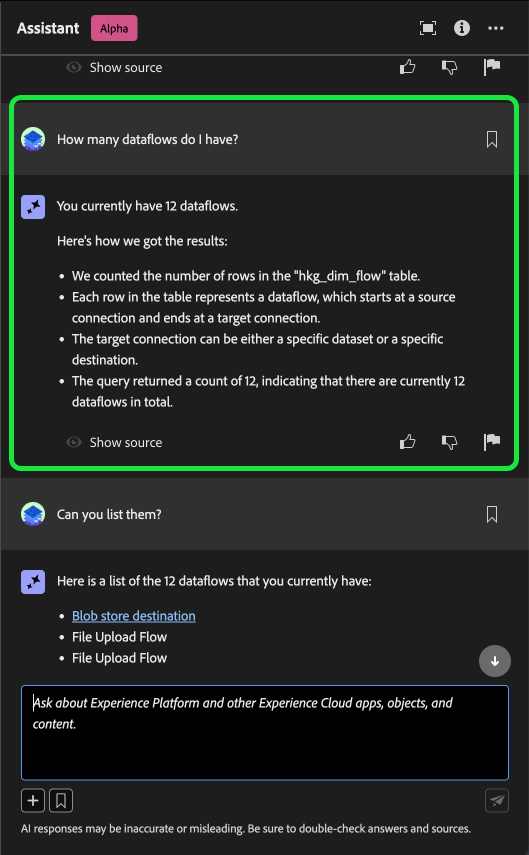 Assistant Alpha
Show source
How many dataflows do I have?
You currently have 12 dataflows.
Here's how we got the results:
• We counted the number of rows in the "hkg_dim_flow" table.
• Each row in the table represents a dataflow, which starts at a source
connection and ends at a target connection.
• The target connection can be either a specific dataset or a specific
destination.
• The query returned a count of 12, indicating that there are currently 12
dataflows in total.
Show source
Can you list them?
Here is a list of the 12 dataflows that you currently have:
• Blob store destination
• File Upload Flow
• File Upload Flow
Ask about Experience Platform and other Experience Cloud apps, objects, and
content.
AI responses may be inaccurate or misleading. Be sure to double-check answers and sources.